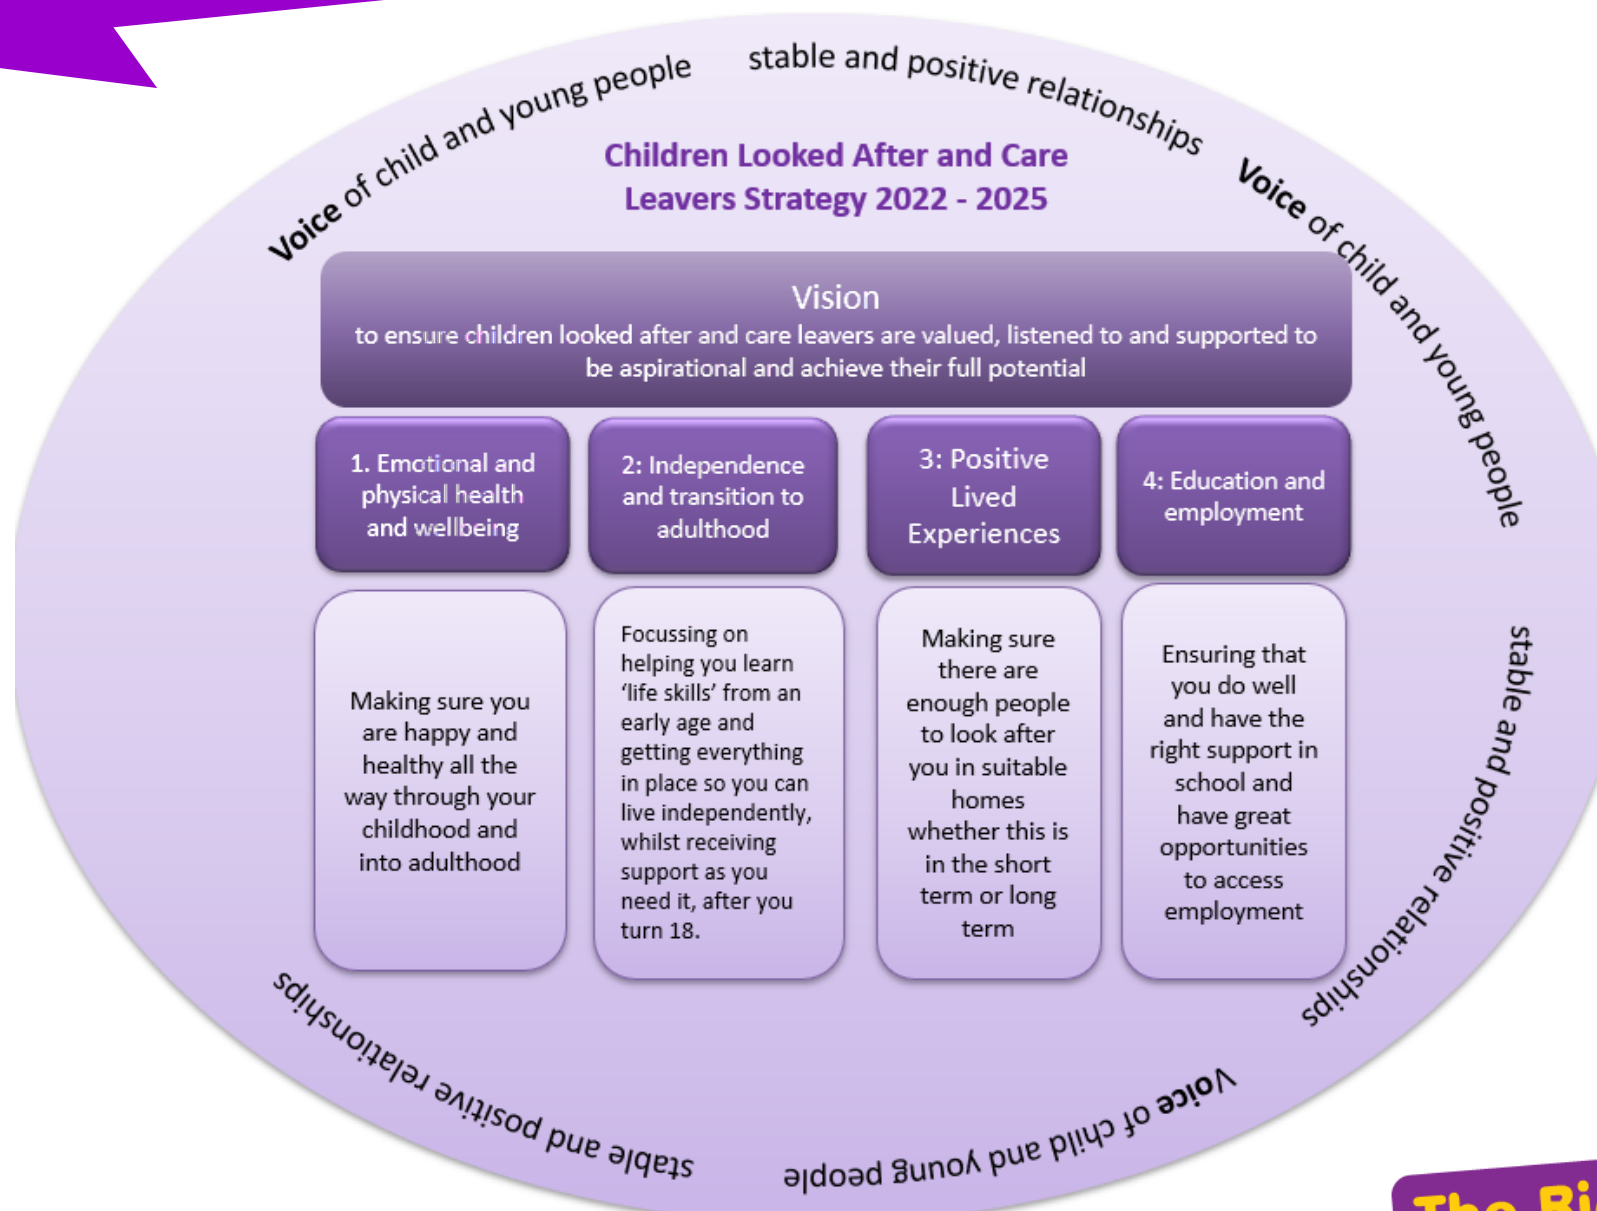 Voice of child and young people
stable and positive relationships
Voice of child and young people
stable and positive relationships
Voice of child and young people
stable and positive relationships
Children Looked After and Care
Leavers Strategy 2022 - 2025
Vision
to ensure children looked after and care leavers are valued, listened to and supported to
be aspirational and achieve their full potential
1. Emotional and
physical health
and wellbeing
Making sure you
are happy and
healthy all the
way through your
childhood and
into adulthood
2: Independence
and transition to
adulthood
Focussing on
helping you learn
‘life skills’ from an
early age and
getting everything
in place so you can
live independently,
whilst receiving
support as you
need it, after you
turn 18.
3: Positive
Lived
Experiences
Making sure
there are
enough people
to look after
you in suitable
homes
whether this is
in the short
term or long
term
4: Education and
employment
Ensuring that
you do well
and have the
right support in
school and
have great
opportunities
to access
employment
The